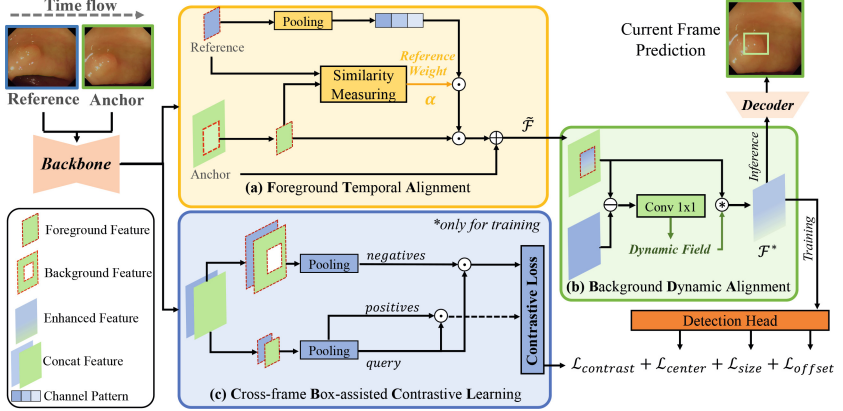 Time flow
Reference
Anchor
Backbone
Foreground Feature
Background Feature
Enhanced Feature
Concat Feature
Channel Pattern
Reference
Pooling
Similarity
Measuring
Reference
Weight
α
Anchor
ℱ̃
(a) Foreground Temporal Alignment
*only for training
Pooling
negatives
positives
Pooling
query
Contrastive Loss
(c) Cross-frame Box-assisted Contrastive Learning
Current Frame
Prediction
Decoder
Inference
Conv 1x1
Dynamic Field
ℱ*
Training
(b) Background Dynamic Alignment
Detection Head
ℒcontrast + ℒcenter + ℒsize + ℒoffset